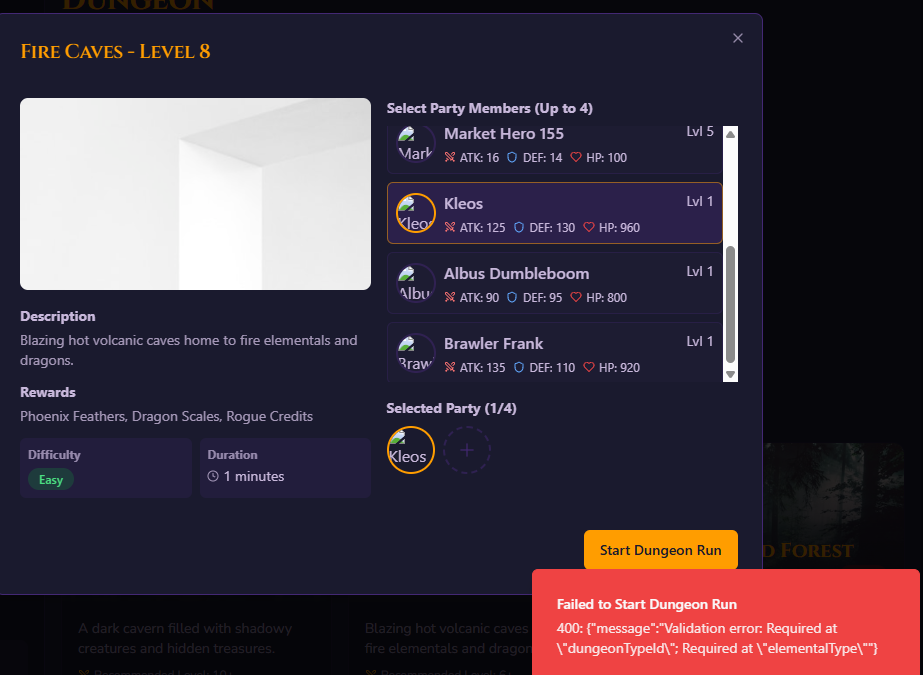 DUNGEON
FIRE CAVES - LEVEL 8
Select Party Members (Up to 4)
Mark
Market Hero 155
Lvl 5
ATK: 16 DEF: 14 HP: 100
Kleos
Kleos
Lvl 1
ATK: 125 DEF: 130 HP: 960
Albu
Albus Dumbleboom
Lvl 1
ATK: 90 DEF: 95 HP: 800
Braw
Brawler Frank
Lvl 1
ATK: 135 DEF: 110 HP: 920
Description
Blazing hot volcanic caves home to fire elementals and
dragons.
Rewards
Phoenix Feathers, Dragon Scales, Rogue Credits
Difficulty
Easy
Duration
1 minutes
Selected Party (1/4)
Kleos
+
Start Dungeon Run
D FOREST
Failed to Start Dungeon Run
400: {"message":"Validation error: Required at
\"dungeonTypeId\"; Required at \"elementalType\""}
A dark cavern filled with shadowy
creatures and hidden treasures.
Blazing hot volcanic caves
fire elementals and dragon